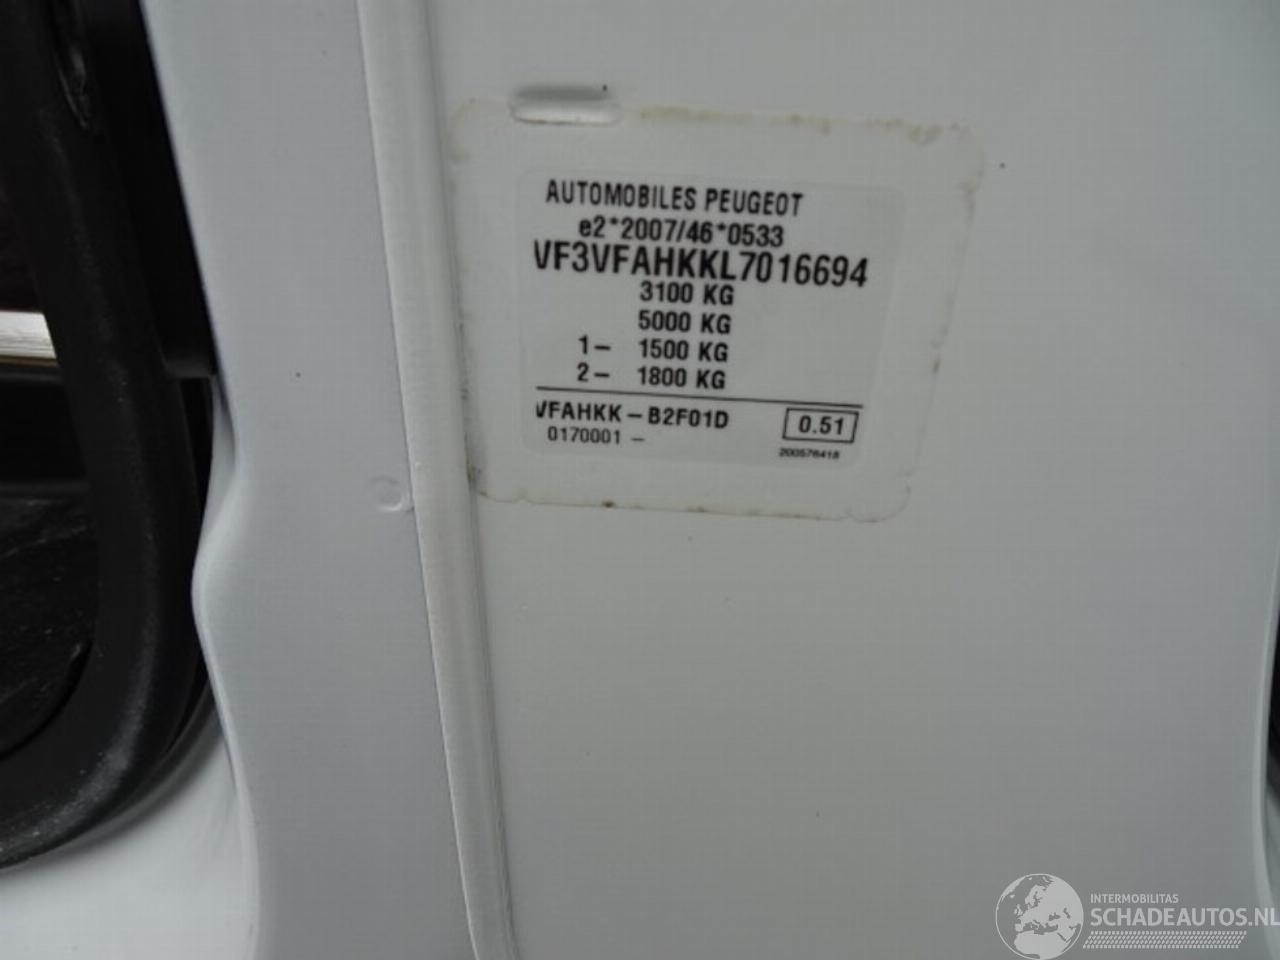 AUTOMOBILES PEUGEOT
e2*2007/46*0533
VF3VFAHKKL7016694
3100 KG
5000 KG
1- 1500 KG
2- 1800 KG
VFAHKK - B2F01D
0.51
0170001 -
200576418
INTERMOBILITAS
SCHADEAUTOS.NL